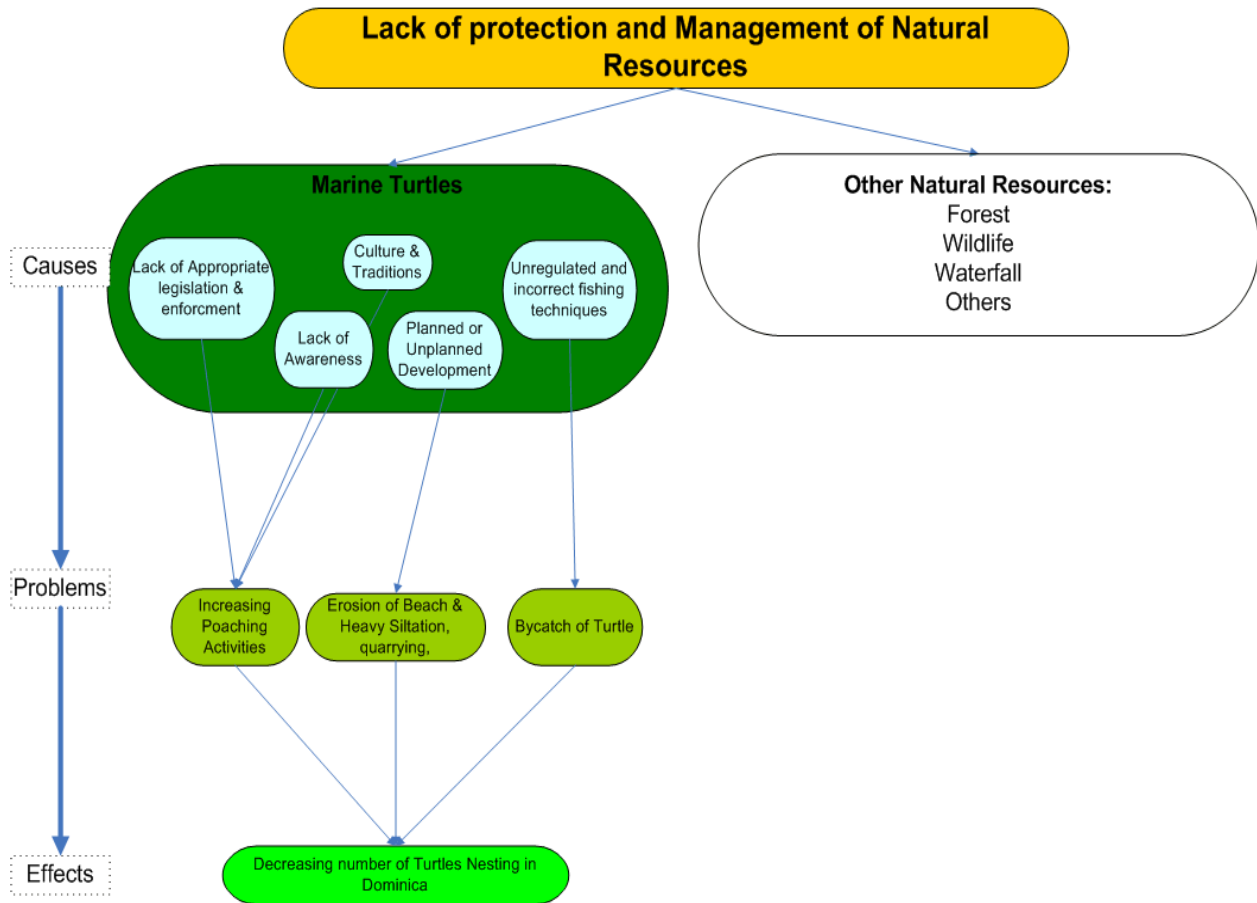 Lack of protection and Management of Natural
Resources
Marine Turtles
Other Natural Resources:
Forest
Wildlife
Waterfall
Others
Causes
Lack of Appropriate
legislation &
enforcment
Culture &
Traditions
Unregulated and
incorrect fishing
techniques
Lack of
Awareness
Planned or
Unplanned
Development
Problems
Increasing
Poaching
Activities
Erosion of Beach &
Heavy Siltation,
quarrying,
Bycatch of Turtle
Effects
Decreasing number of Turtles Nesting in
Dominica